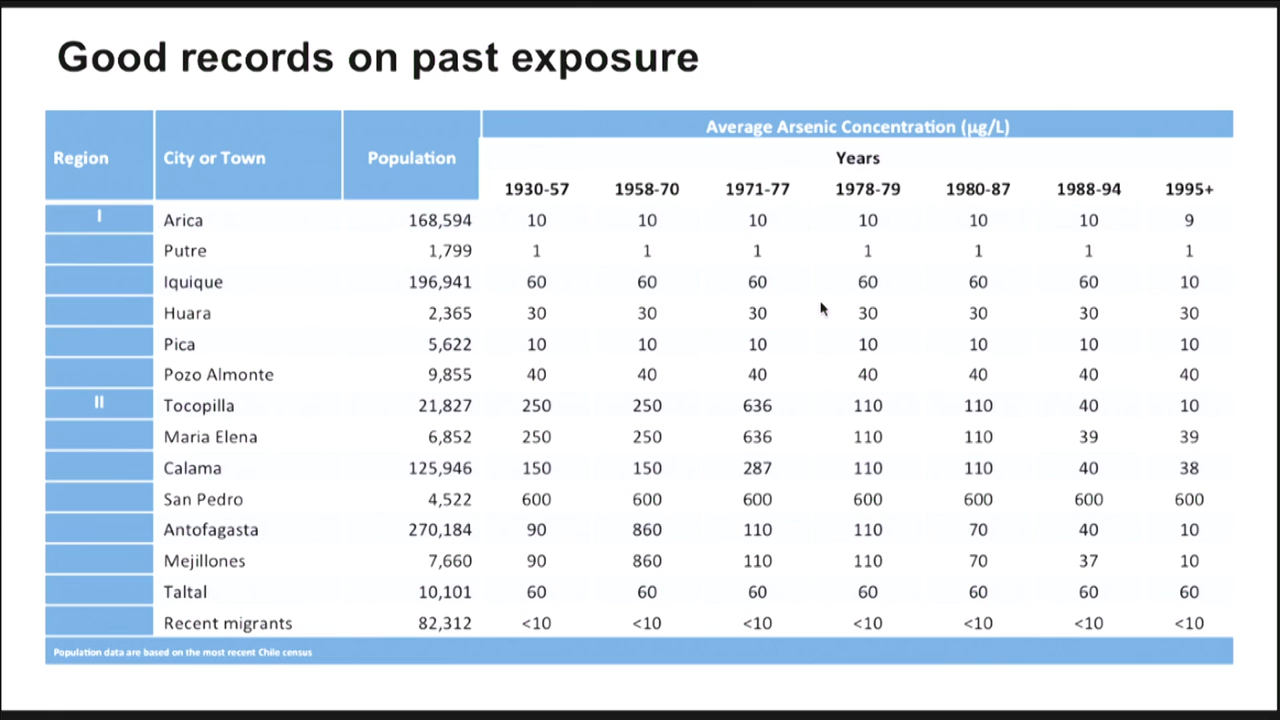 Good records on past exposure
Average Arsenic Concentration (µg/L)
Region City or Town Population Years
1930-57 1958-70 1971-77 1978-79 1980-87 1988-94 1995+
I Arica 168,594 10 10 10 10 10 10 9
Putre 1,799 1 1 1 1 1 1 1
Iquique 196,941 60 60 60 60 60 60 10
Huara 2,365 30 30 30 30 30 30 30
Pica 5,622 10 10 10 10 10 10 10
Pozo Almonte 9,855 40 40 40 40 40 40 40
II Tocopilla 21,827 250 250 636 110 110 40 10
Maria Elena 6,852 250 250 636 110 110 39 39
Calama 125,946 150 150 287 110 110 40 38
San Pedro 4,522 600 600 600 600 600 600 600
Antofagasta 270,184 90 860 110 110 70 40 10
Mejillones 7,660 90 860 110 110 70 37 10
Taltal 10,101 60 60 60 60 60 60 60
Recent migrants 82,312 <10 <10 <10 <10 <10 <10 <10
Population data are based on the most recent Chile census